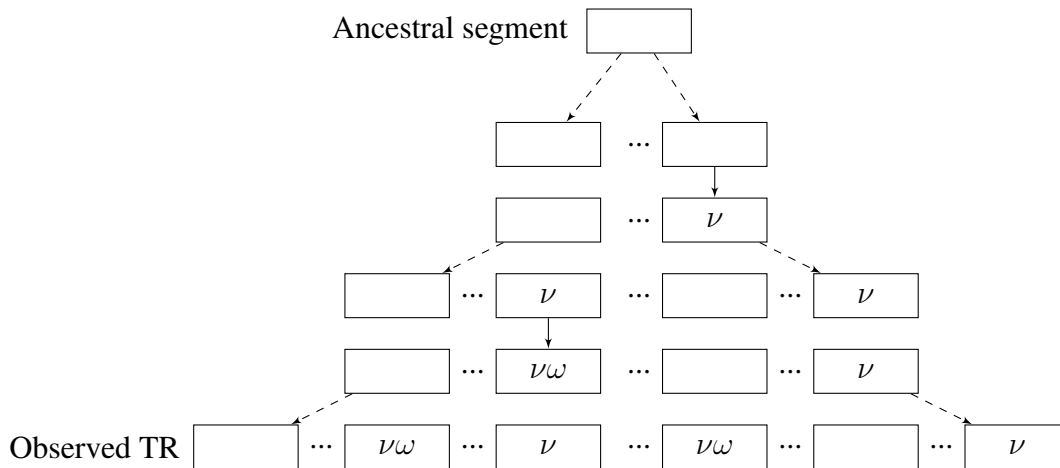 Ancestral segment
...
... ν
... ν ... ... ν
... νω ... ... ν
Observed TR ... νω ... ν ... νω ... ... ν